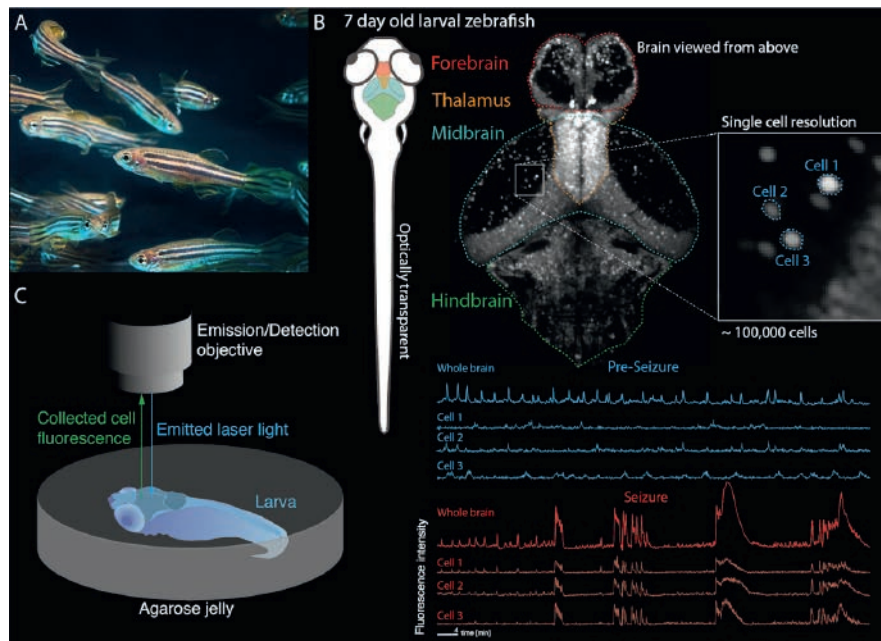 A
B
7 day old larval zebrafish
Forebrain
Thalamus
Midbrain
Hindbrain
Optically transparent
Brain viewed from above
Single cell resolution
Cell 1
Cell 2
Cell 3
~ 100,000 cells
C
Emission/Detection
objective
Collected cell
fluorescence
Emitted laser light
Larva
Agarose jelly
Pre-Seizure
Whole brain
Cell 1
Cell 2
Cell 3
Seizure
Whole brain
Cell 1
Cell 2
Cell 3
Fluorescence intensity
4 time (min)